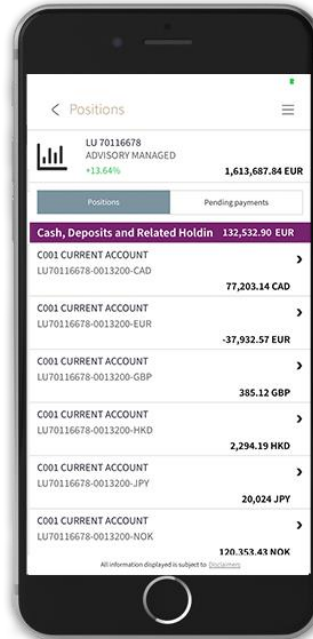 Positions
LU 70116678
ADVISORY MANAGED
+13.64%
1,613,687.84 EUR
Positions
Pending payments
Cash, Deposits and Related Holdin 132,532.90 EUR
C001 CURRENT ACCOUNT
LU70116678-0013200-CAD
77,203.14 CAD
C001 CURRENT ACCOUNT
LU70116678-0013200-EUR
-37,932.57 EUR
C001 CURRENT ACCOUNT
LU70116678-0013200-GBP
385.12 GBP
C001 CURRENT ACCOUNT
LU70116678-0013200-HKD
2,294.19 HKD
C001 CURRENT ACCOUNT
LU70116678-0013200-JPY
20,024 JPY
C001 CURRENT ACCOUNT
LU70116678-0013200-NOK
120,353.43 NOK
All information displayed is subject to Disclaimers